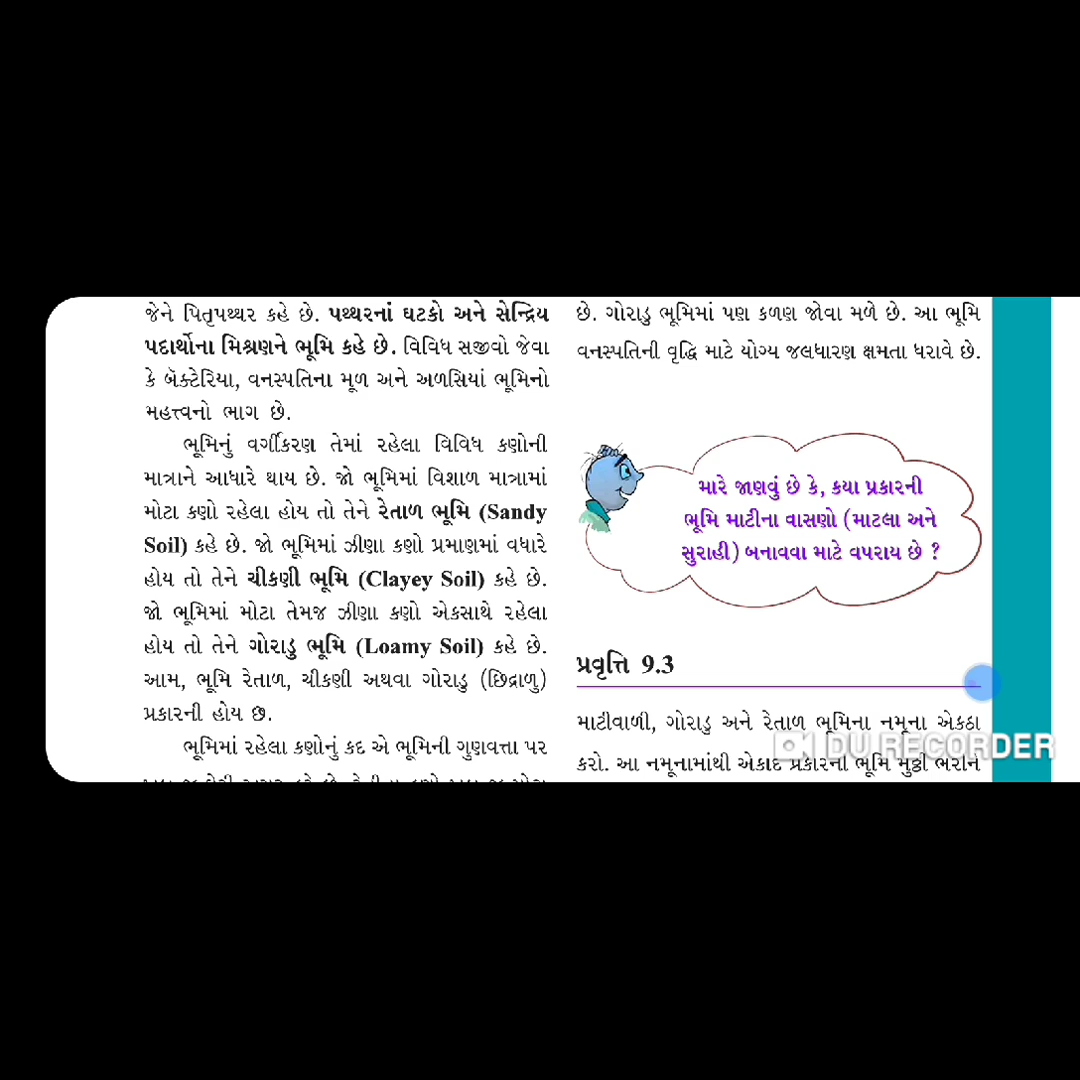 જેને પિતૃપથ્થર કહે છે. પથ્થરનાં ઘટકો અને સેન્દ્રિય
પદાર્થોના મિશ્રણને ભૂમિ કહે છે. વિવિધ સજીવો જેવા
કે બૅક્ટેરિયા, વનસ્પતિના મૂળ અને અળસિયાં ભૂમિનો
મહત્ત્વનો ભાગ છે.
ભૂમિનું વર્ગીકરણ તેમાં રહેલા વિવિધ કણોની
માત્રાને આધારે થાય છે. જો ભૂમિમાં વિશાળ માત્રામાં
મોટા કણો રહેલા હોય તો તેને રેતાળ ભૂમિ (Sandy
Soil) કહે છે. જો ભૂમિમાં ઝીણા કણો પ્રમાણમાં વધારે
હોય તો તેને ચીકણી ભૂમિ (Clayey Soil) કહે છે.
જો ભૂમિમાં મોટા તેમજ ઝીણા કણો એકસાથે રહેલા
હોય તો તેને ગોરાડુ ભૂમિ (Loamy Soil) કહે છે.
આમ, ભૂમિ રેતાળ, ચીકણી અથવા ગોરાડુ (છિદ્રાળુ)
પ્રકારની હોય છ.
ભૂમિમાં રહેલા કણોનું કદ એ ભૂમિની ગુણવત્તા પર
છે. ગોરાડુ ભૂમિમાં પણ કળણ જોવા મળે છે. આ ભૂમિ
વનસ્પતિની વૃદ્ધિ માટે યોગ્ય જલધારણ ક્ષમતા ધરાવે છે.
મારે જાણવું છે કે, કયા પ્રકારની
ભૂમિ માટીના વાસણો (માટલા અને
સુરાહી) બનાવવા માટે વપરાય છે ?
પ્રવૃત્તિ 9.3
માટીવાળી, ગોરાડુ અને રેતાળ ભૂમિના નમૂના એકઠા
કરો. આ નમૂનામાંથી એકાદ પ્રકારની ભૂમિ મુઠ્ઠી ભરીને
DU RECORDER